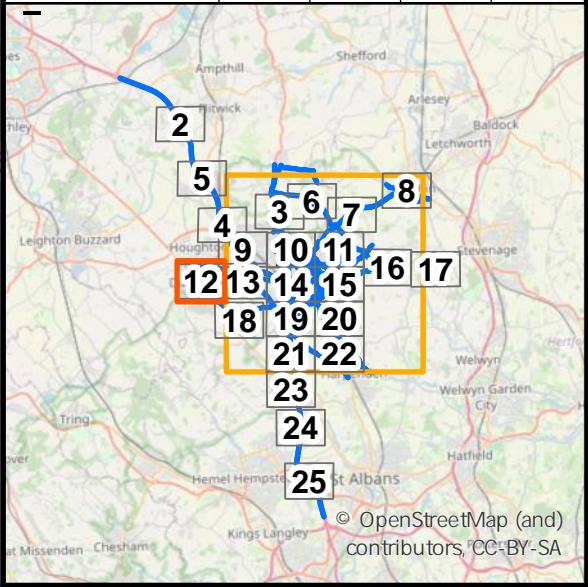 Ampthill
Shefford
Arlesey
Flitwick
2
Baldock
Letchworth
5
8
3
6
7
4
Leighton Buzzard
Houghton
9
10
11
Stevenage
12
13
14
15
16
17
18
19
20
21
22
Welwyn
23
Welwyn Garden
City
Tring
24
Hatfield
Hemel Hempste
25
St Albans
© OpenStreetMap (and)
Kings Langley
contributors, CC-BY-SA
at Missenden
Chesham